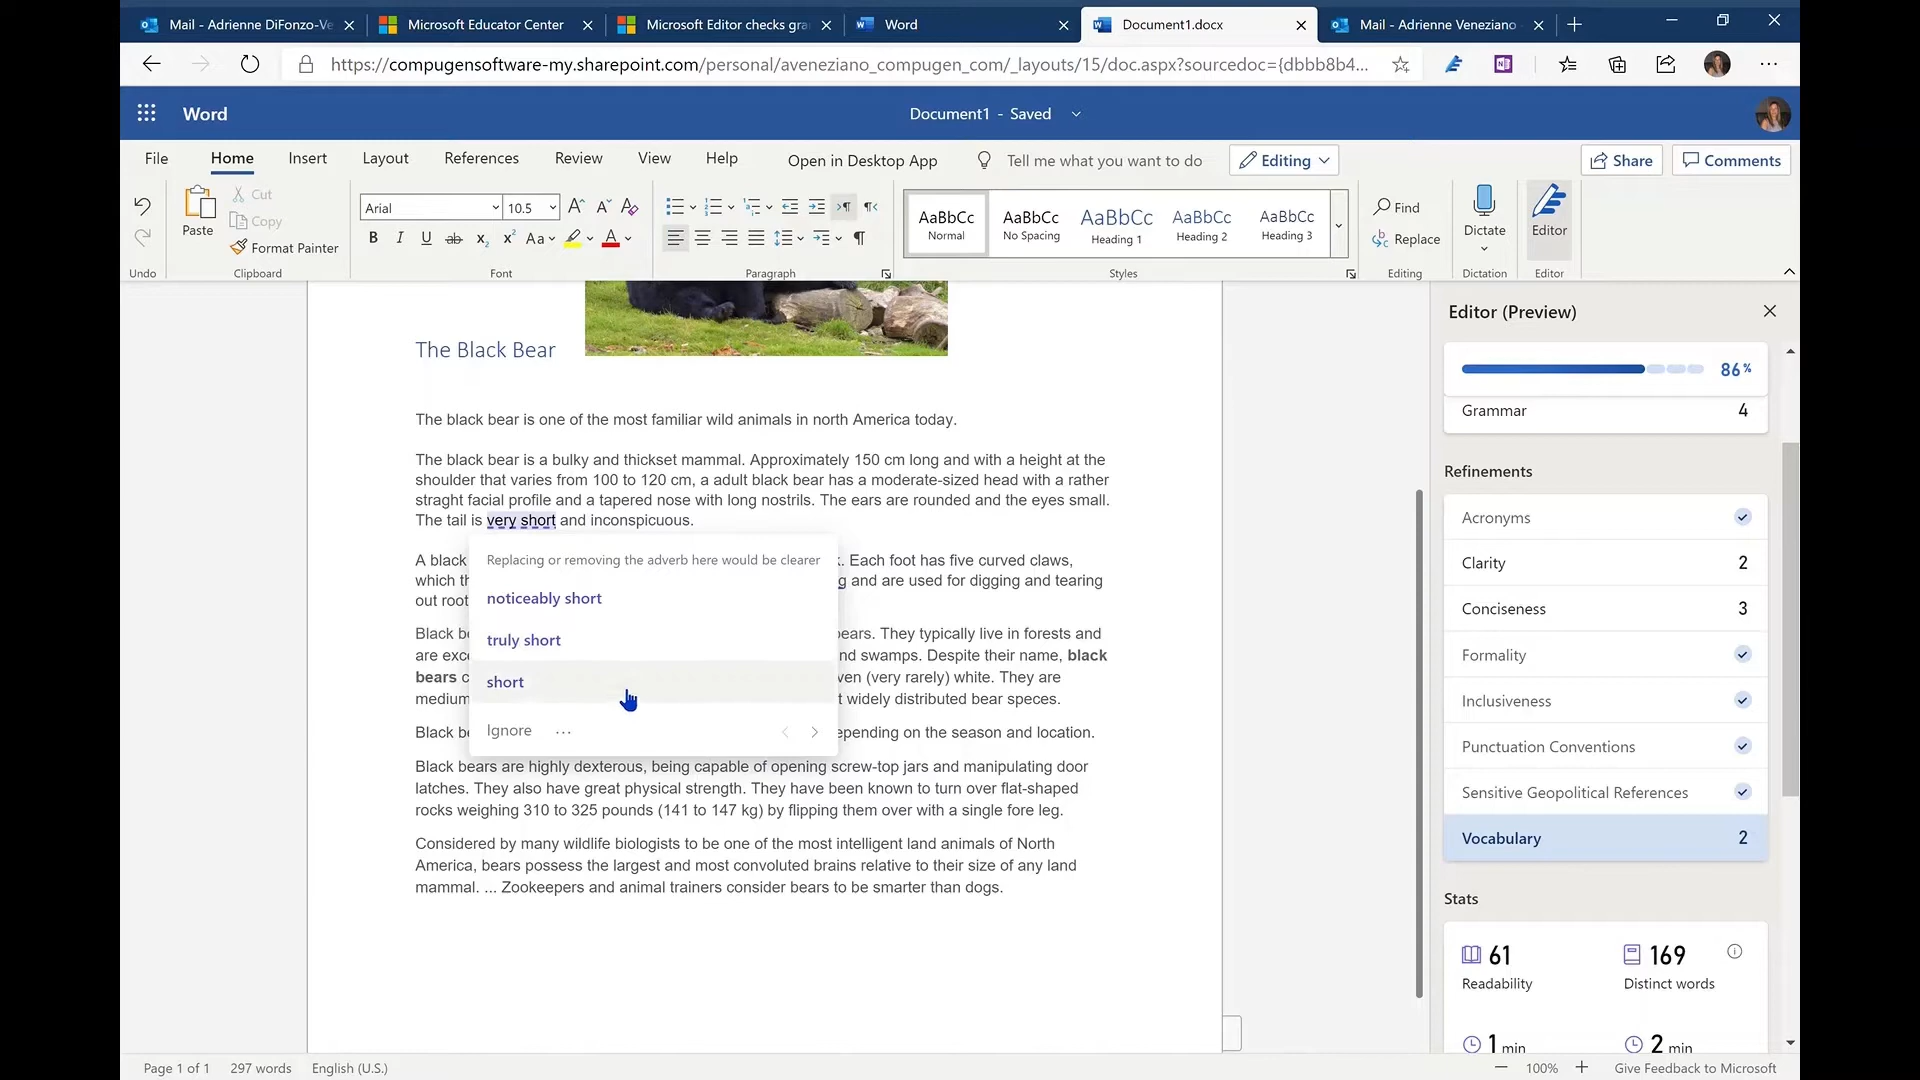 Mail - Adrienne DiFonzo-Ve
Microsoft Educator Center
Microsoft Editor checks gra
Word
Document1.docx
Mail - Adrienne Veneziano
https://compugensoftware-my.sharepoint.com/personal/aveneziano_compugen_com/_layouts/15/doc.aspx?sourcedoc={dbbb8b4...
Word
Document1 - Saved
File Home Insert Layout References Review View Help Open in Desktop App Tell me what you want to do Editing Share Comments
Paste
Cut
Copy
Format Painter
Arial 10.5
AaBbCc Normal
AaBbCc No Spacing
AaBbCc Heading 1
AaBbCc Heading 2
AaBbCc Heading 3
Find
Replace
Dictate
Editor
Undo Clipboard Font Paragraph Styles Editing Dictation Editor
The Black Bear
The black bear is one of the most familiar wild animals in north America today.
The black bear is a bulky and thickset mammal. Approximately 150 cm long and with a height at the
shoulder that varies from 100 to 120 cm, a adult black bear has a moderate-sized head with a rather
straght facial profile and a tapered nose with long nostrils. The ears are rounded and the eyes small.
The tail is very short and inconspicuous.
A black k. Each foot has five curved claws,
which th g and are used for digging and tearing
out root
Black be bears. They typically live in forests and
are exce nd swamps. Despite their name, black
bears c ven (very rarely) white. They are
medium t widely distributed bear speces.
Black be epending on the season and location.
Black bears are highly dexterous, being capable of opening screw-top jars and manipulating door
latches. They also have great physical strength. They have been known to turn over flat-shaped
rocks weighing 310 to 325 pounds (141 to 147 kg) by flipping them over with a single fore leg.
Considered by many wildlife biologists to be one of the most intelligent land animals of North
America, bears possess the largest and most convoluted brains relative to their size of any land
mammal. ... Zookeepers and animal trainers consider bears to be smarter than dogs.
Replacing or removing the adverb here would be clearer
noticeably short
truly short
short
Ignore ...
Editor (Preview)
86%
Grammar 4
Refinements
Acronyms
Clarity 2
Conciseness 3
Formality
Inclusiveness
Punctuation Conventions
Sensitive Geopolitical References
Vocabulary 2
Stats
61 Readability
169 Distinct words
1 min
2 min
Page 1 of 1 297 words English (U.S.)
100%
Give Feedback to Microsoft